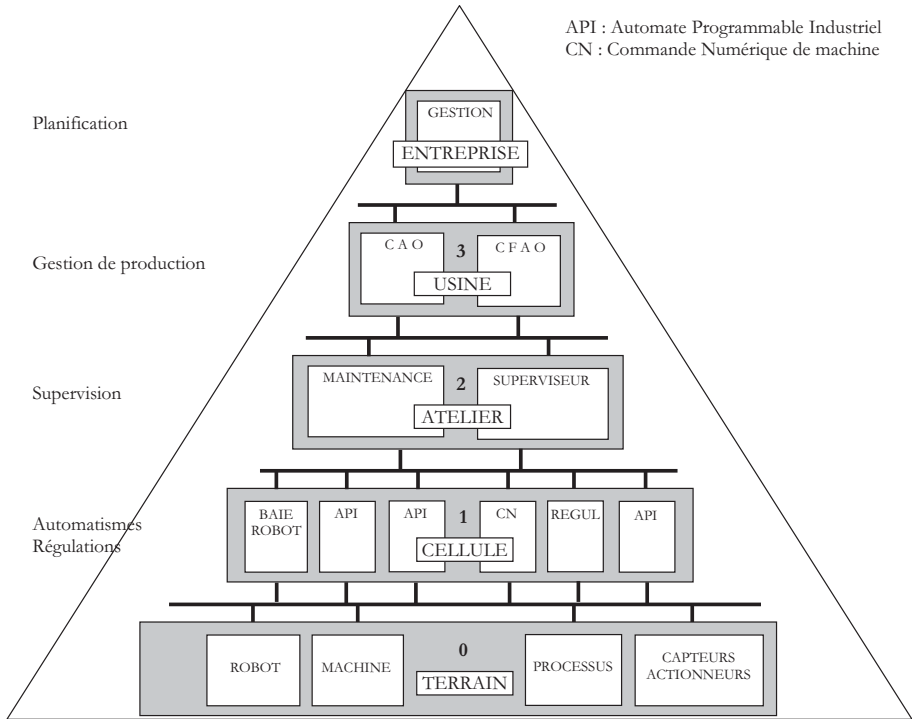 API : Automate Programmable Industriel
CN : Commande Numérique de machine
Planification
GESTION
ENTREPRISE
Gestion de production
C A O
3
C F A O
USINE
Supervision
MAINTENANCE
2
SUPERVISEUR
ATELIER
Automatismes
Régulations
BAIE
ROBOT
API
API
1
CN
REGUL
API
CELLULE
ROBOT
MACHINE
0
TERRAIN
PROCESSUS
CAPTEURS
ACTIONNEURS